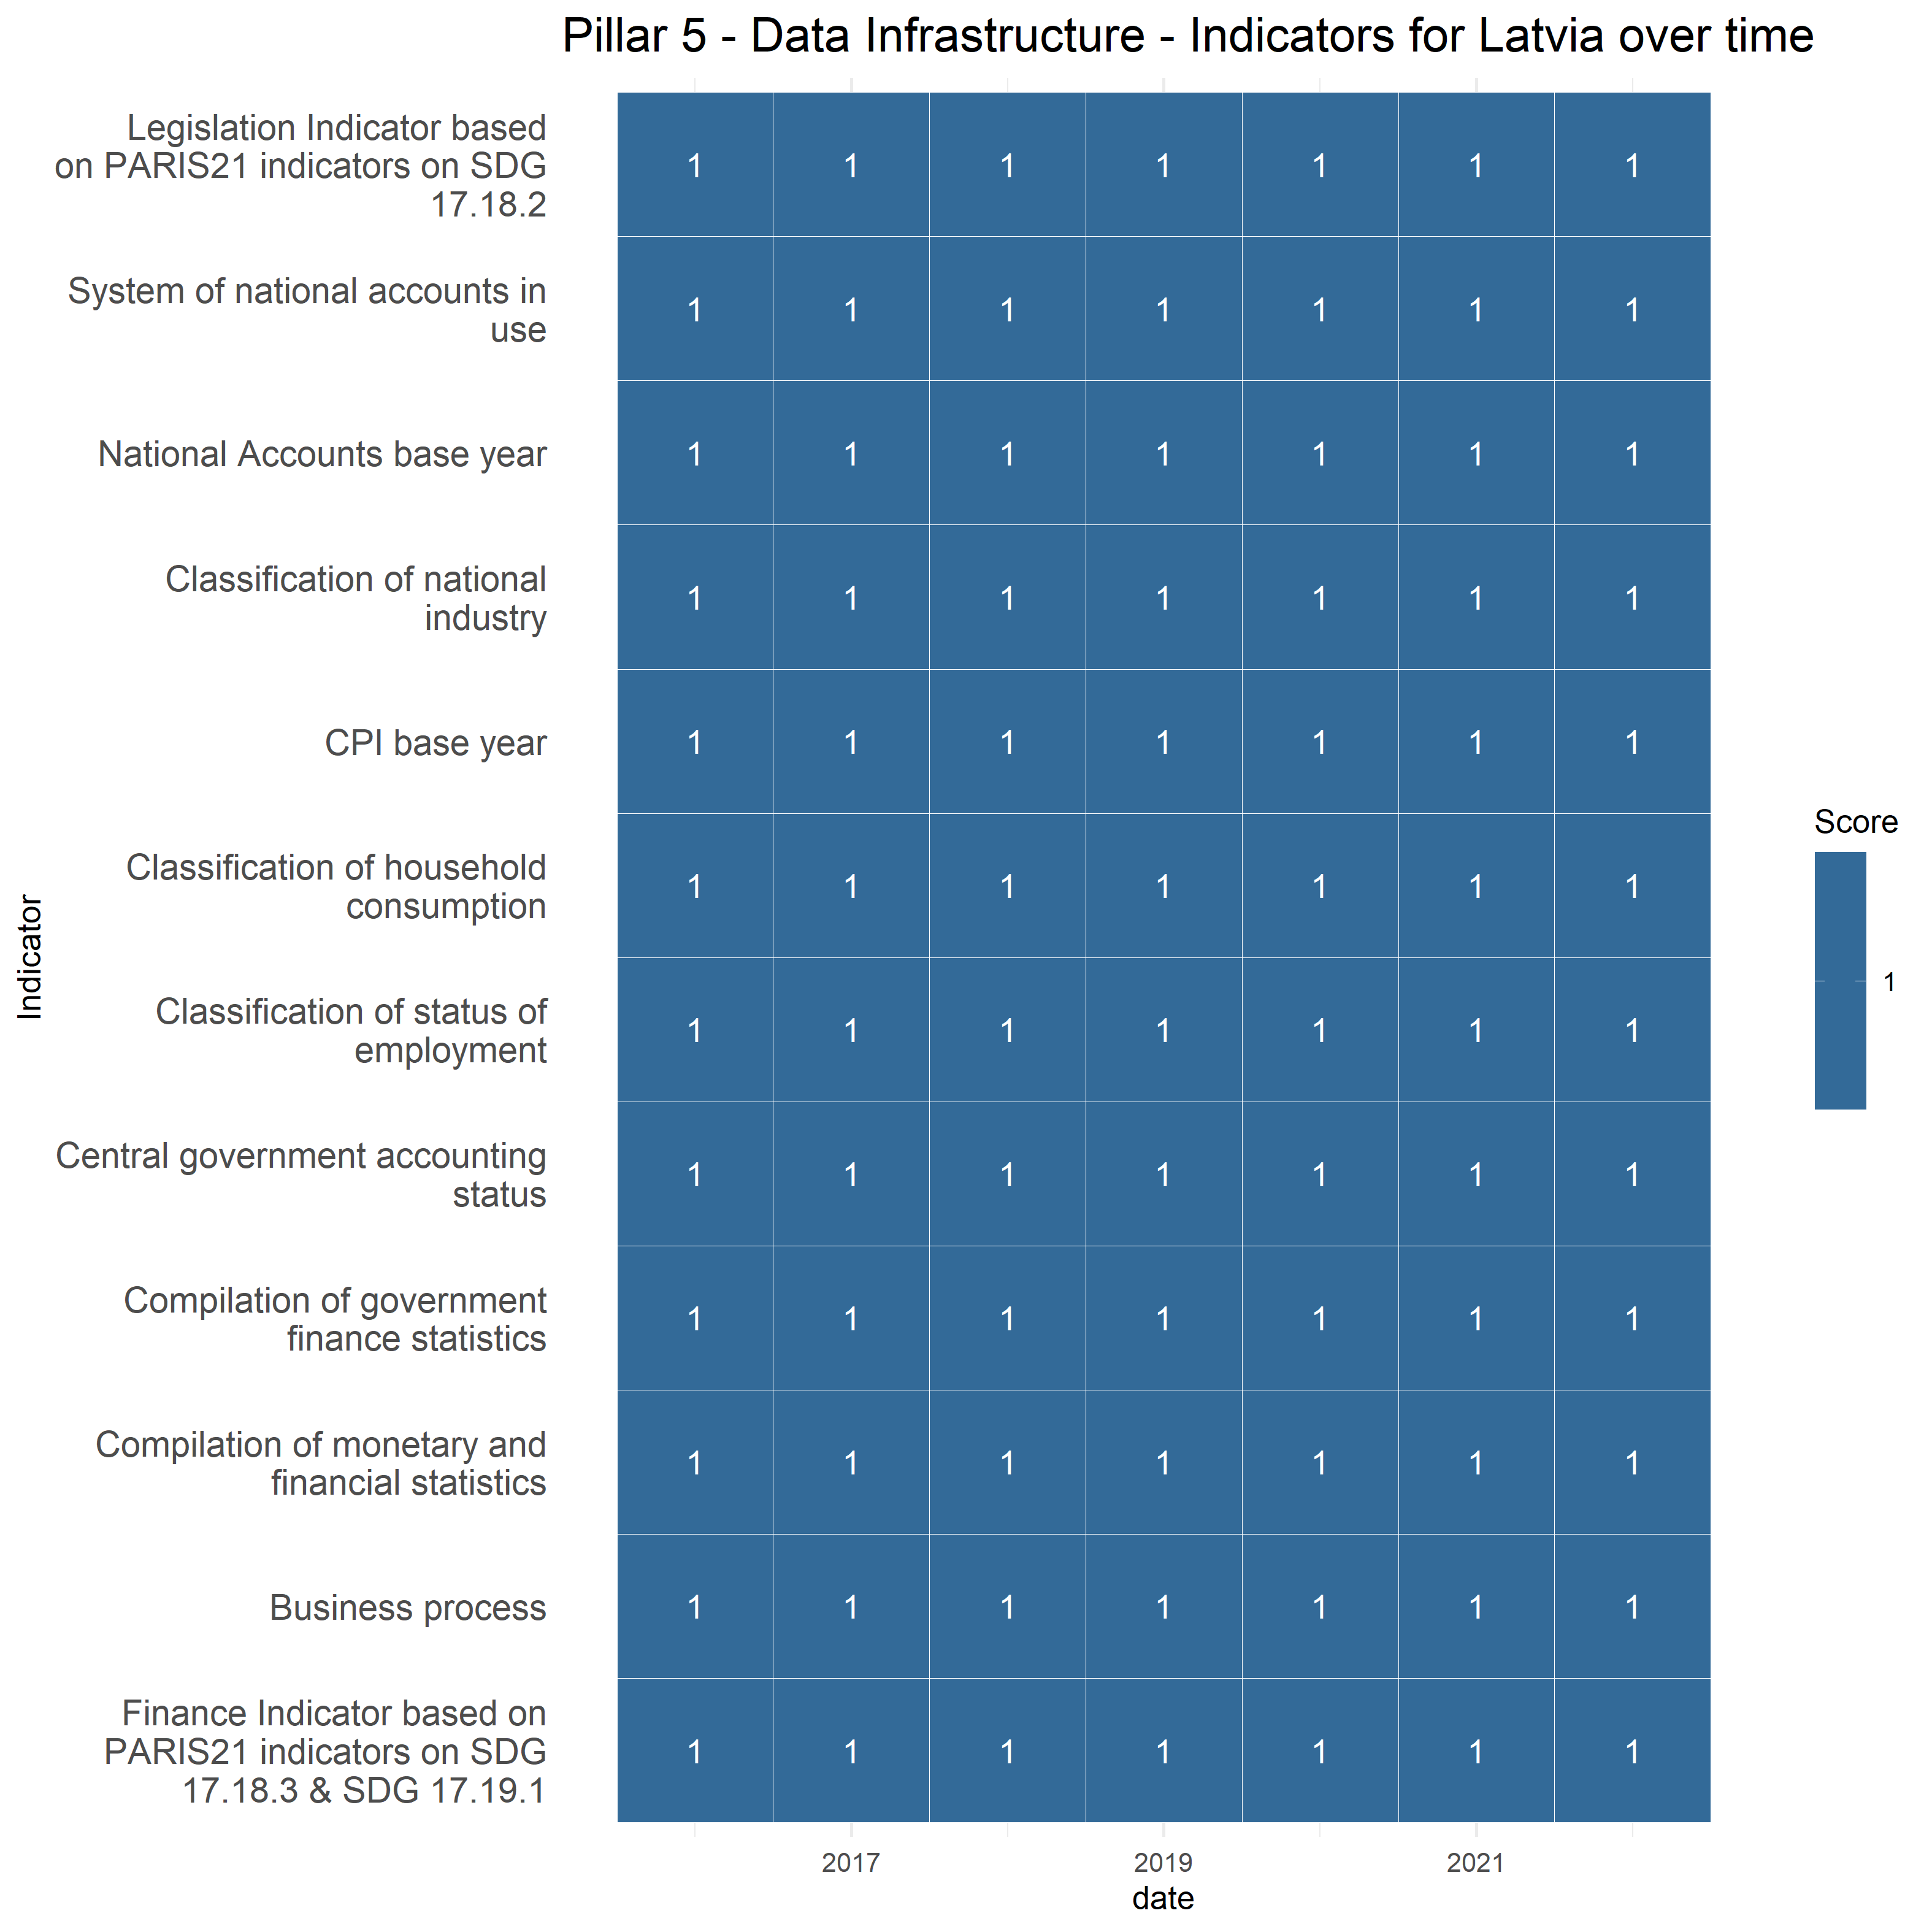 Pillar 5 - Data Infrastructure - Indicators for Latvia over time
Legislation Indicator based
on PARIS21 indicators on SDG
17.18.2
1 1 1 1 1 1 1
System of national accounts in
use
1 1 1 1 1 1 1
National Accounts base year
1 1 1 1 1 1 1
Classification of national
industry
1 1 1 1 1 1 1
CPI base year
1 1 1 1 1 1 1
Classification of household
consumption
1 1 1 1 1 1 1
Classification of status of
employment
1 1 1 1 1 1 1
Central government accounting
status
1 1 1 1 1 1 1
Compilation of government
finance statistics
1 1 1 1 1 1 1
Compilation of monetary and
financial statistics
1 1 1 1 1 1 1
Business process
1 1 1 1 1 1 1
Finance Indicator based on
PARIS21 indicators on SDG
17.18.3 & SDG 17.19.1
1 1 1 1 1 1 1
Indicator
2017 2019 2021
date
Score
1